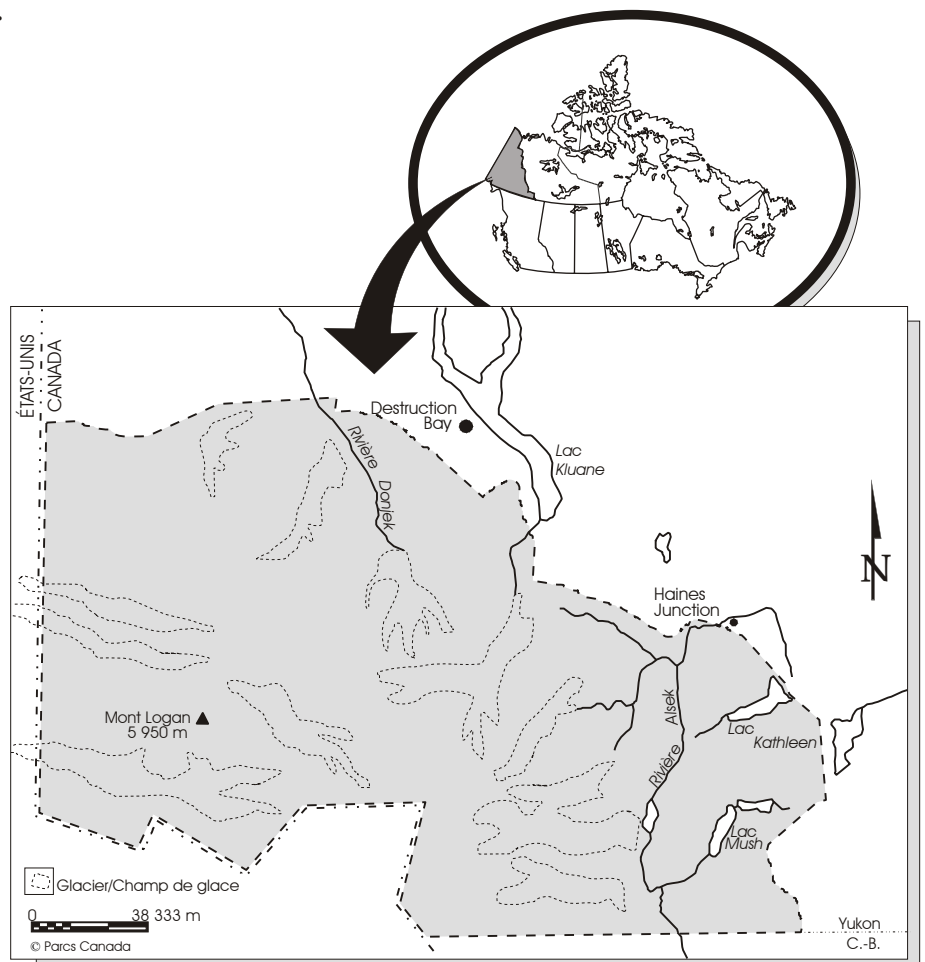 ÉTATS-UNIS
CANADA
Destruction
Bay
Rivière Donjek
Lac
Kluane
N
Haines
Junction
Mont Logan
5 950 m
Rivière Alsek
Lac
Kathleen
Lac
Mush
Glacier/Champ de glace
0 38 333 m
© Parcs Canada
Yukon
C.-B.